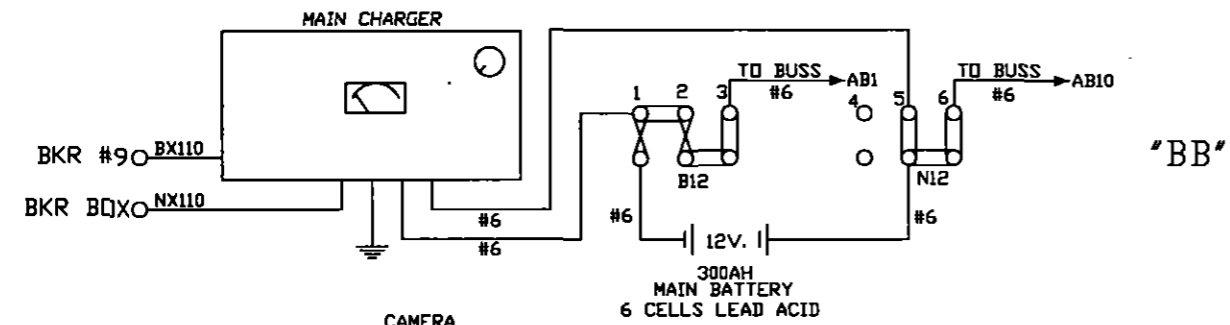 MAIN CHARGER
TO BUSS AB1
#6
TO BUSS AB10
#6
1 2 3 4 5 6
BKR #9 BX110
"BB"
B12 N12
BKR BOX NX110
#6
#6
#6 12V. #6
300AH
MAIN BATTERY
6 CELLS LEAD ACID
CAMERA